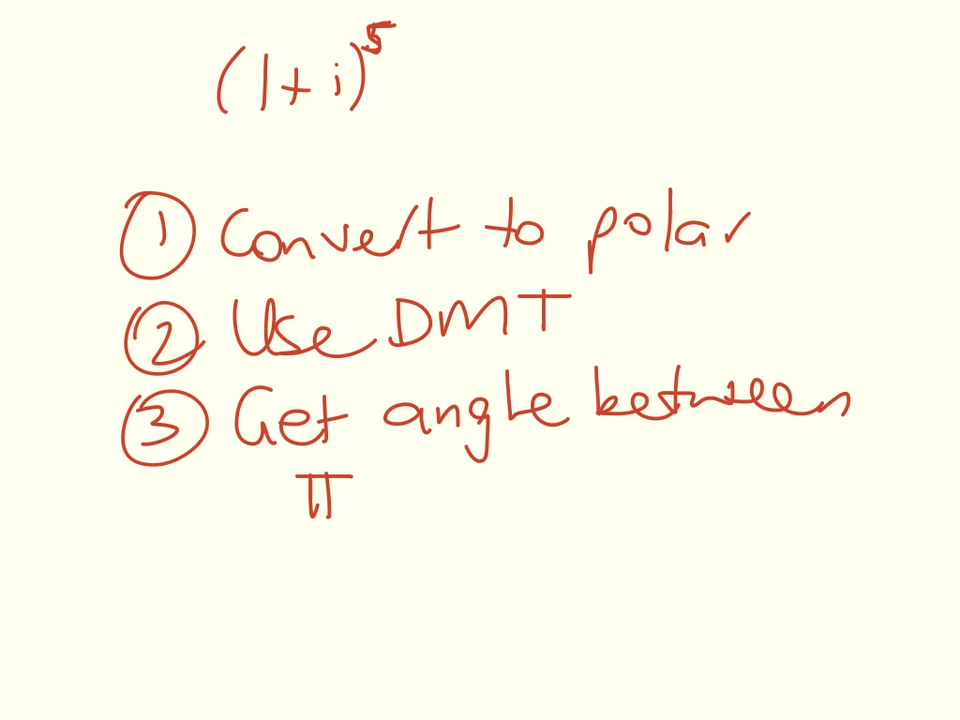 (1+i)^5
① Convert to polar
② Use DMT
③ Get angle between
π